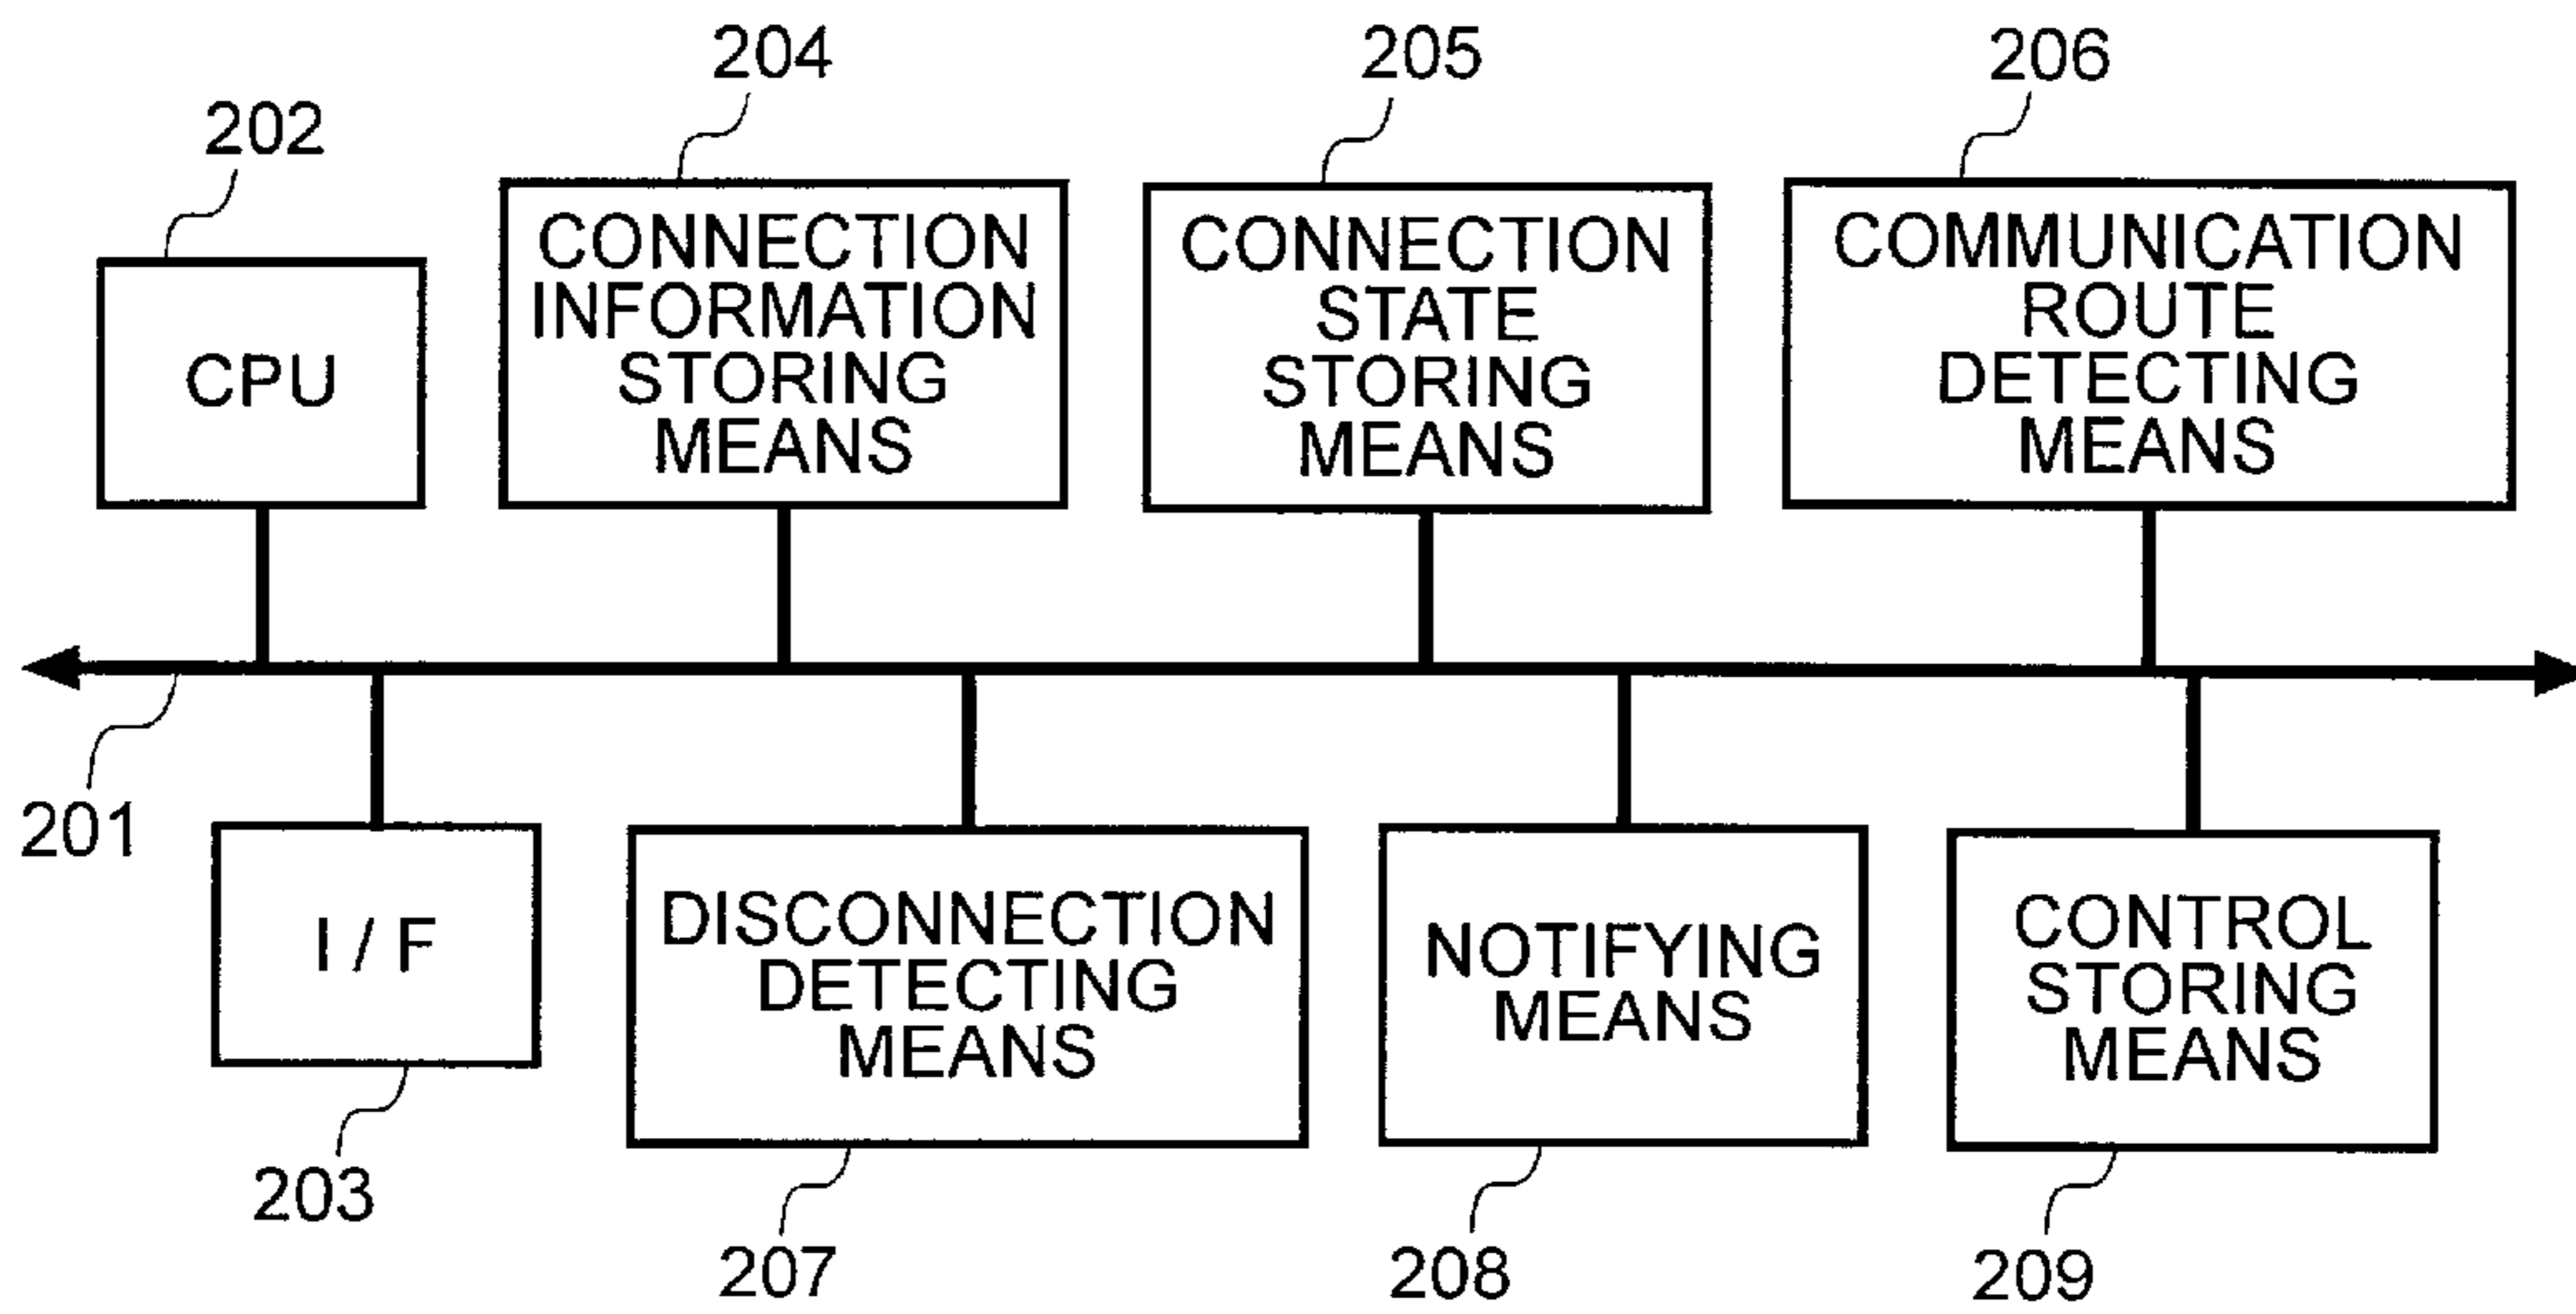 204
205
206
202
CONNECTION
INFORMATION
STORING
MEANS
CONNECTION
STATE
STORING
MEANS
COMMUNICATION
ROUTE
DETECTING
MEANS
CPU
201
I / F
DISCONNECTION
DETECTING
MEANS
NOTIFYING
MEANS
CONTROL
STORING
MEANS
203
207
208
209